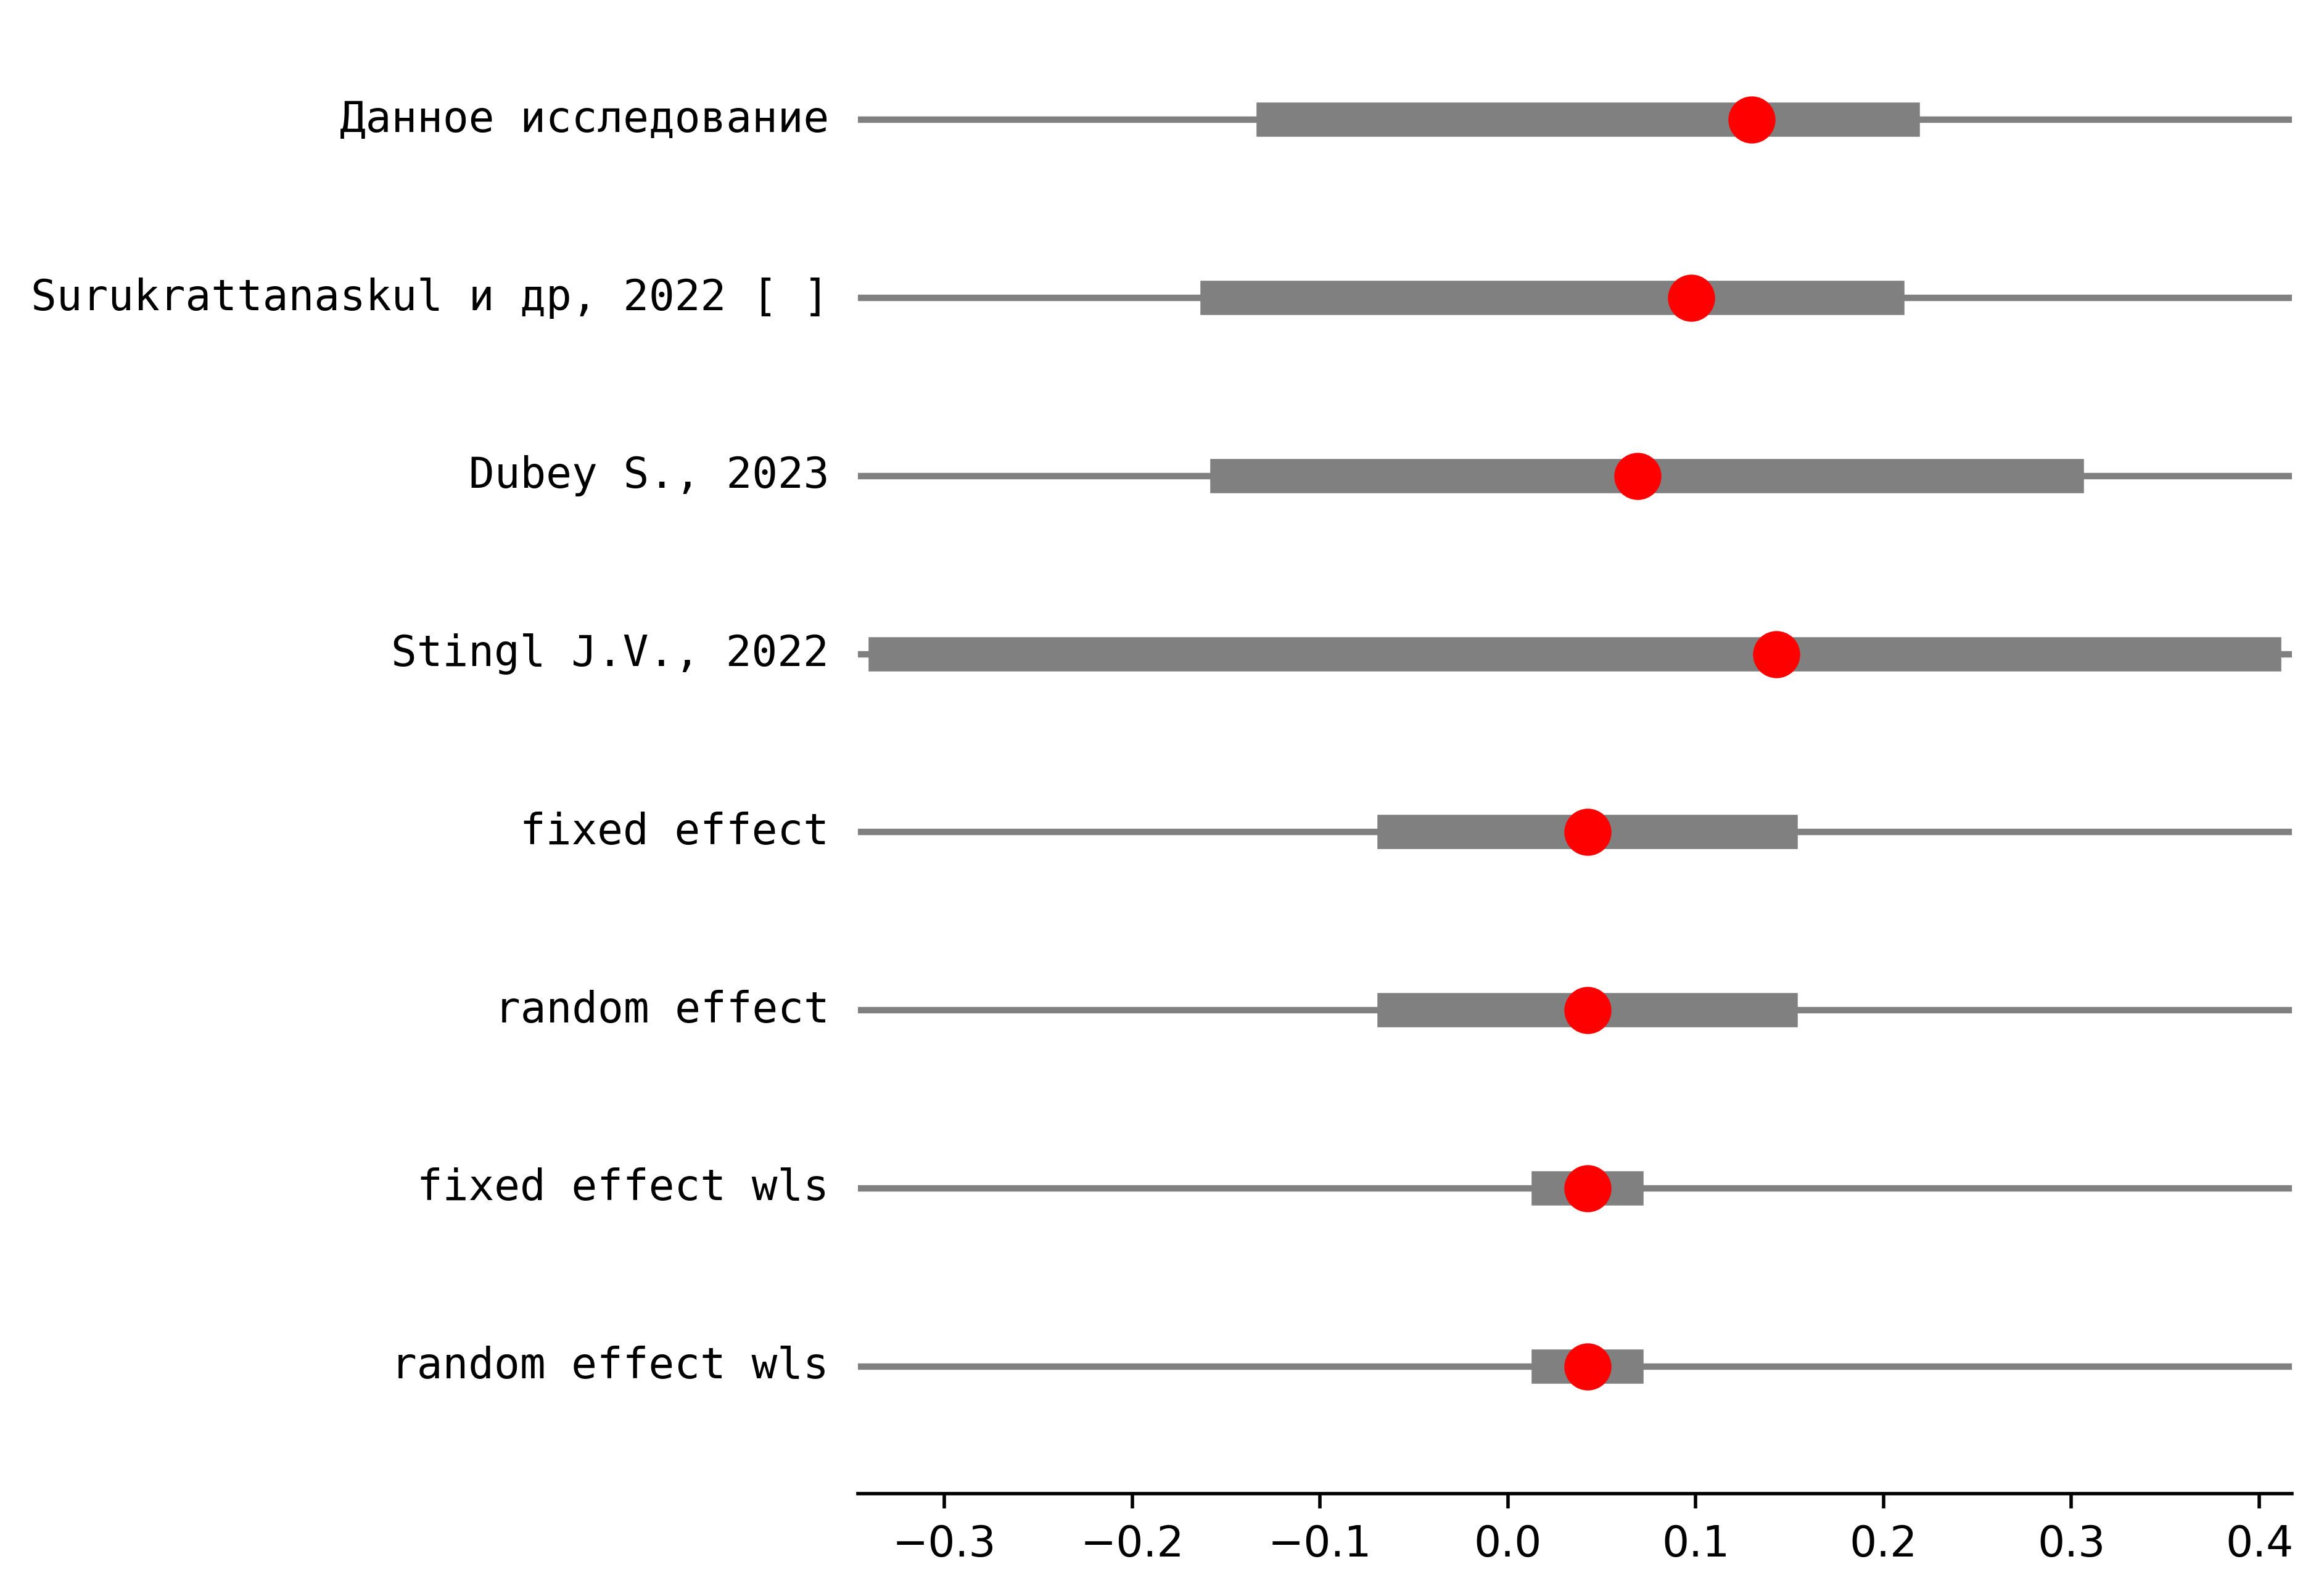 Данное исследование
Surukrattanaskul и др, 2022 [ ]
Dubey S., 2023
Stingl J.V., 2022
fixed effect
random effect
fixed effect wls
random effect wls
−0.3 −0.2 −0.1 0.0 0.1 0.2 0.3 0.4